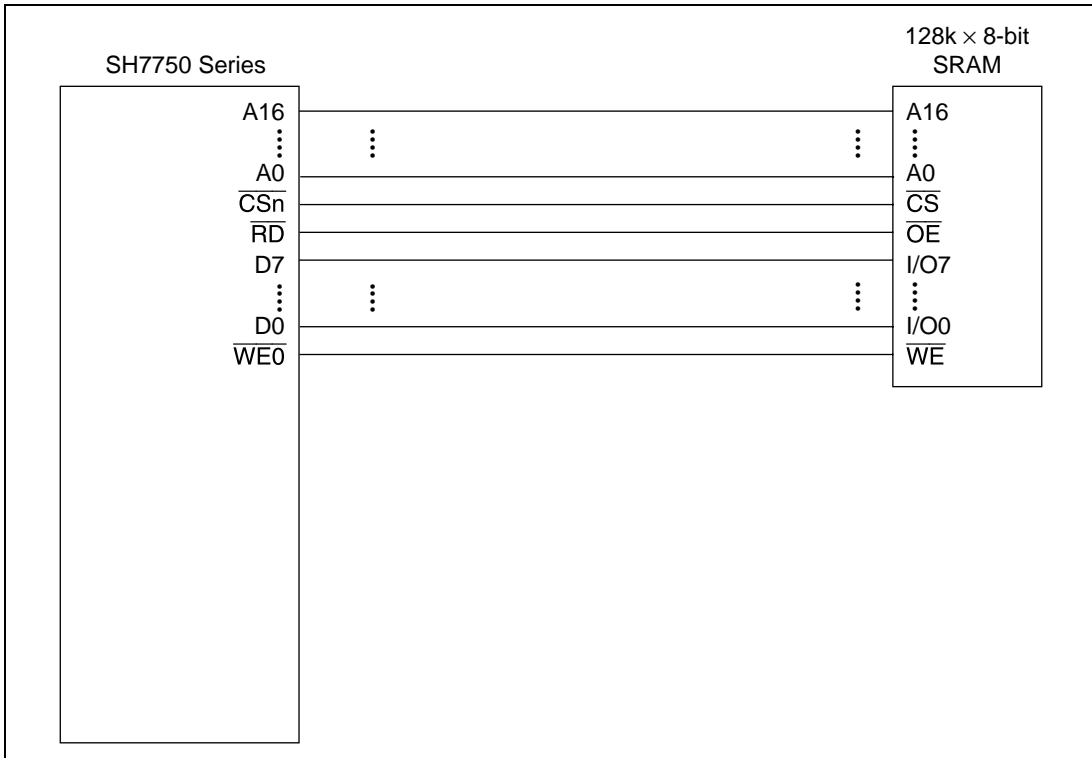 128k × 8-bit
SH7750 Series SRAM
A16 A16
A0 A0
CSn CS
RD OE
D7 I/O7
D0 I/O0
WE0 WE